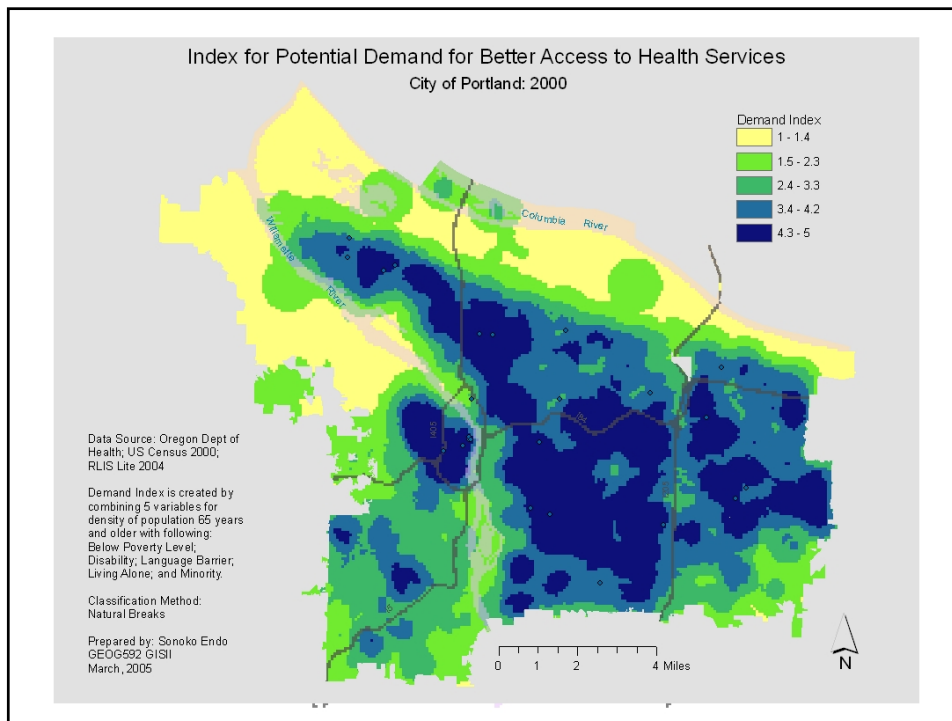 Index for Potential Demand for Better Access to Health Services
City of Portland: 2000
Demand Index
1 - 1.4
1.5 - 2.3
2.4 - 3.3
3.4 - 4.2
4.3 - 5
Columbia River
Willamette River
I405
I84
Data Source: Oregon Dept of
Health; US Census 2000;
RLIS Lite 2004
Demand Index is created by
combining 5 variables for
density of population 65 years
and older with following:
Below Poverty Level;
Disability; Language Barrier;
Living Alone; and Minority.
Classification Method:
Natural Breaks
Prepared by: Sonoko Endo
GEOG592 GISII
March, 2005
0 1 2 4 Miles
N